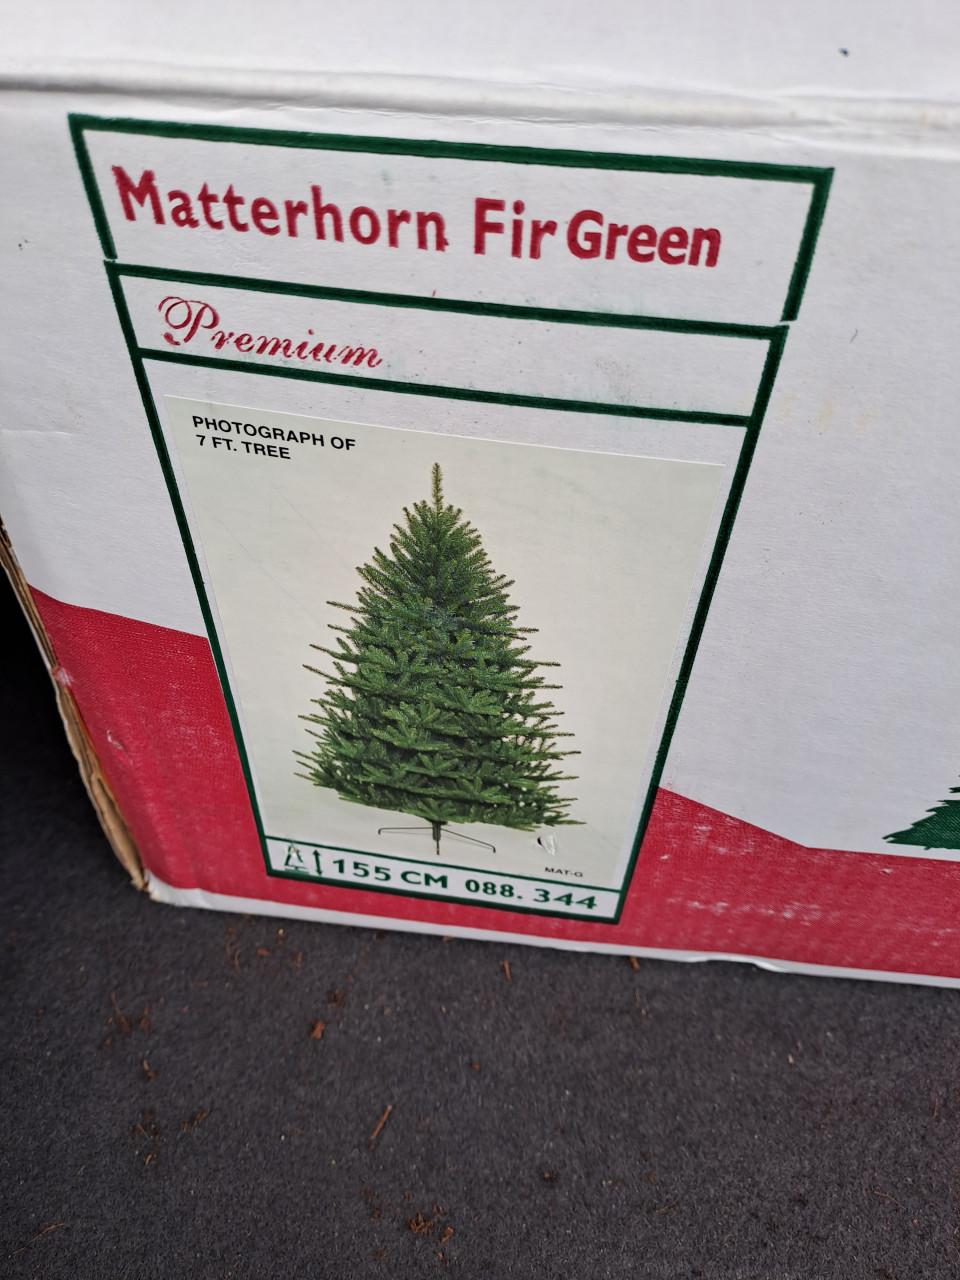 Matterhorn Fir Green
Premium
PHOTOGRAPH OF
7 FT. TREE
MAT-G
155 CM 088. 344